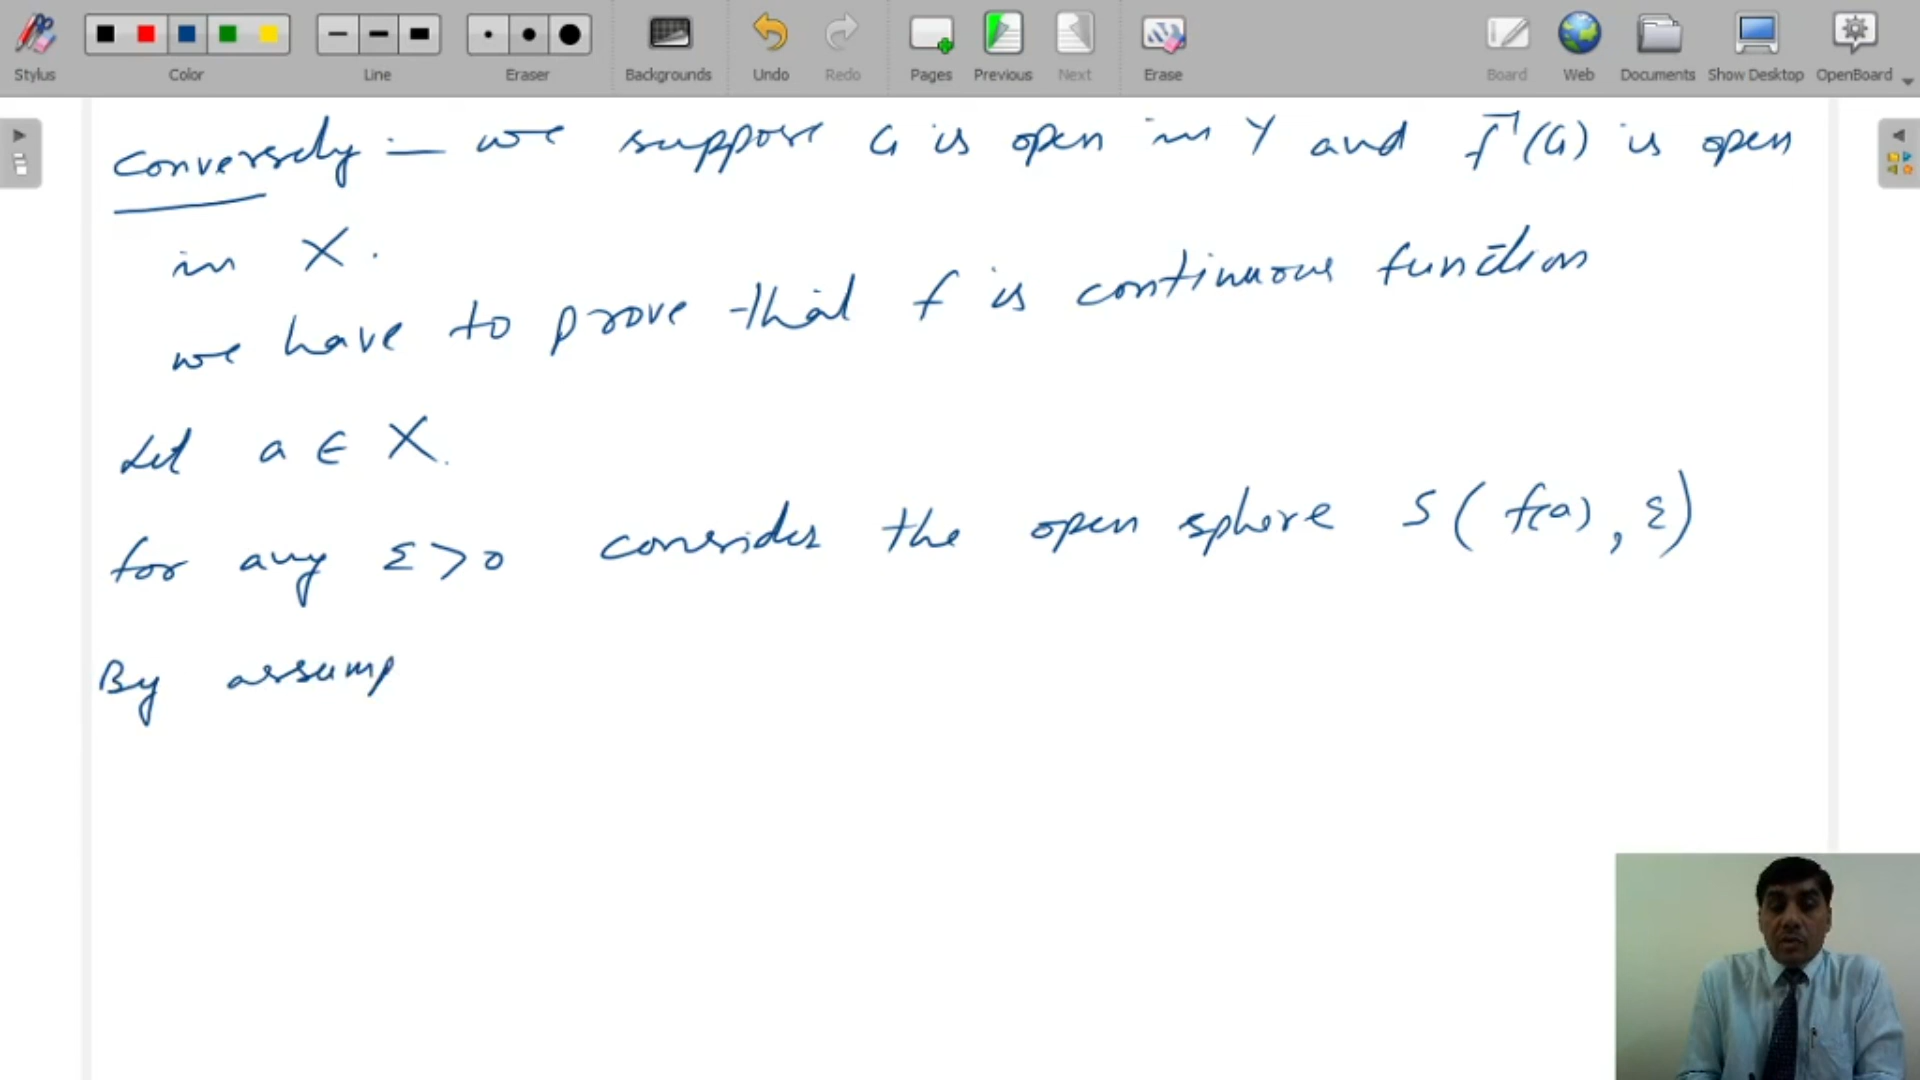 Stylus Color Line Eraser Backgrounds Undo Redo Pages Previous Next Erase Board Web Documents Show Desktop OpenBoard
Conversely :- we suppose G is open in Y and f⁻¹(G) is open
in X.
we have to prove that f is continuous function
Let a ∈ X.
for any ε > 0 consider the open sphere S(f(a), ε)
By assump